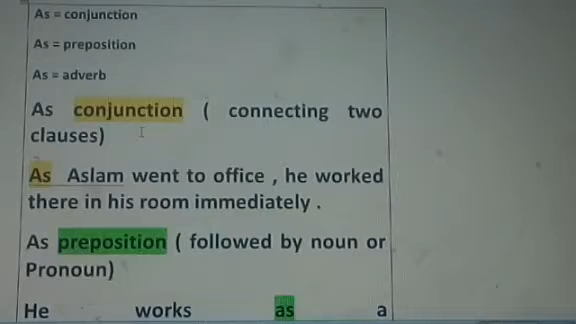 As = conjunction
As = preposition
As = adverb
As conjunction ( connecting two
clauses)
As Aslam went to office , he worked
there in his room immediately .
As preposition ( followed by noun or
Pronoun)
He works as a